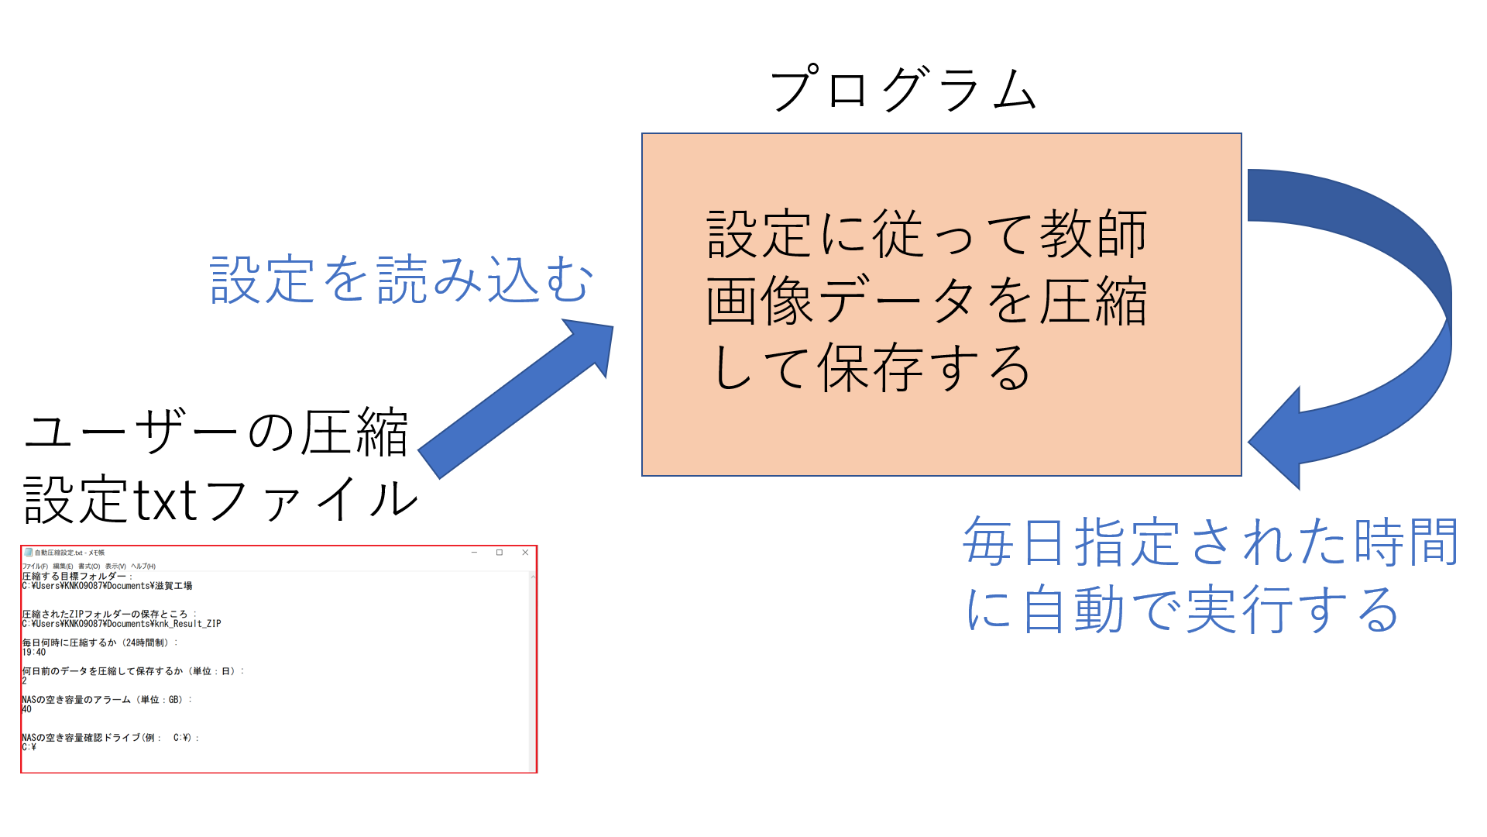 プログラム
設定に従って教師
画像データを圧縮
して保存する
設定を読み込む
ユーザーの圧縮
設定txtファイル
毎日指定された時間
に自動で実行する
自動圧縮設定.txt - メモ帳
ファイル(F) 編集(E) 書式(O) 表示(V) ヘルプ(H)
圧縮する目標フォルダー：
C:¥Users¥KNK09087¥Documents¥滋賀工場
圧縮されたZIPフォルダーの保存ところ：
C:¥Users¥KNK09087¥Documents¥knk_Result_ZIP
毎日何時に圧縮するか（24時間制）：
19:40
何日前のデータを圧縮して保存するか（単位：日）：
2
NASの空き容量のアラーム（単位：GB）：
40
NASの空き容量確認ドライブ(例：　C:¥)：
C:¥